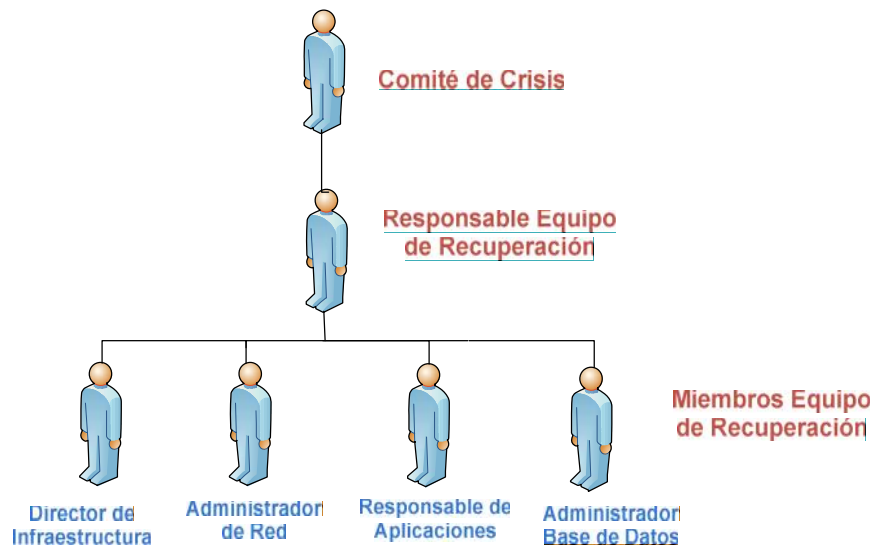 Comité de Crisis
Responsable Equipo
de Recuperación
Miembros Equipo
de Recuperación
Director de
Infraestructura
Administrador
de Red
Responsable de
Aplicaciones
Administrador
Base de Datos